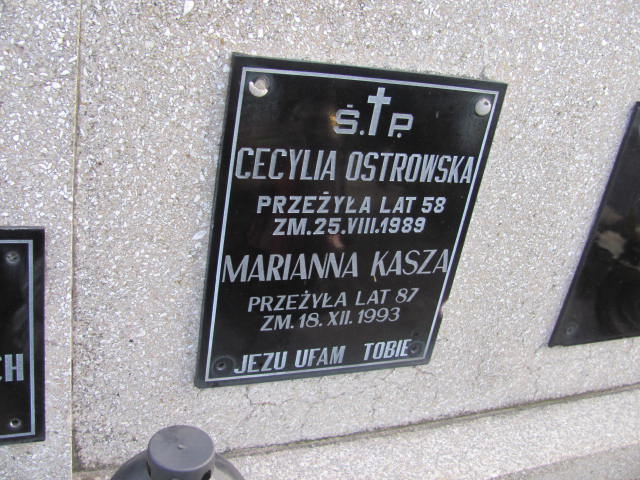 Ś.P.
CECYLIA OSTROWSKA
PRZEŻYŁA LAT 58
ZM. 25.VIII.1989
MARIANNA KASZA
PRZEŻYŁA LAT 87
ZM. 18. XII. 1993
JEZU UFAM TOBIE
CH